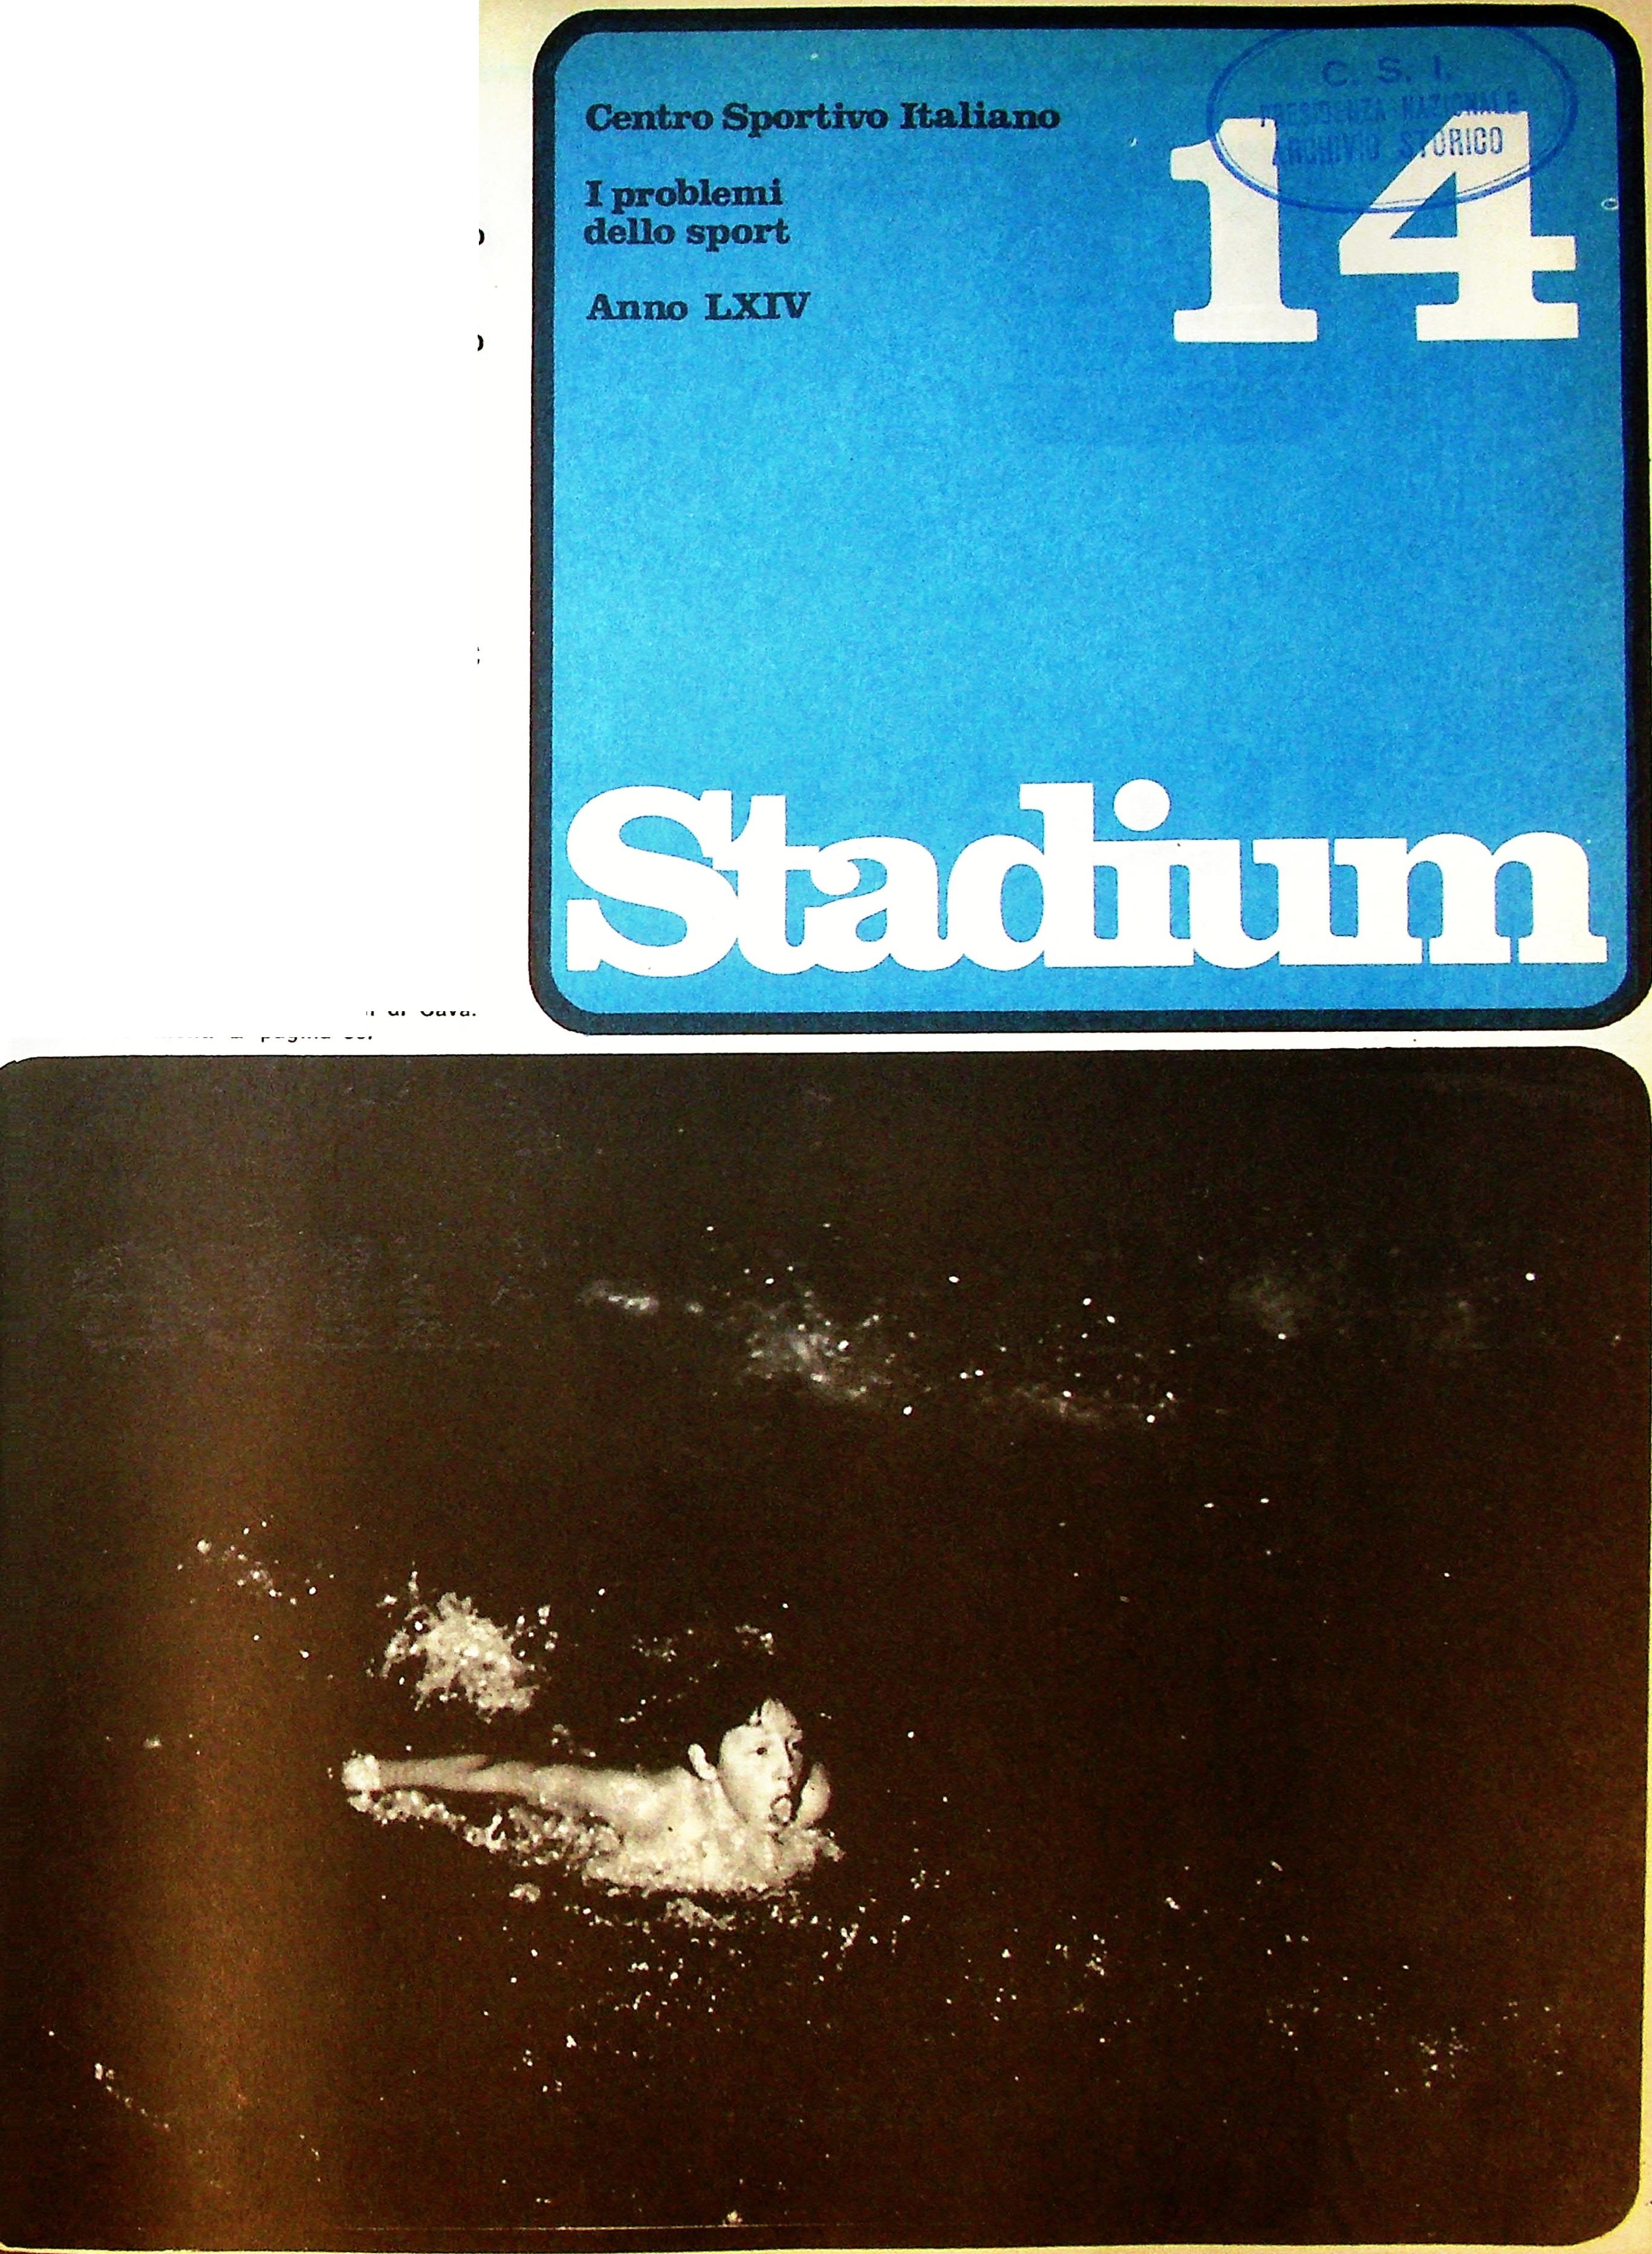 Centro Sportivo Italiano
I problemi
dello sport
Anno LXIV
C. S. I.
PRESIDENZA NAZIONALE
ARCHIVIO STORICO
14
Stadium